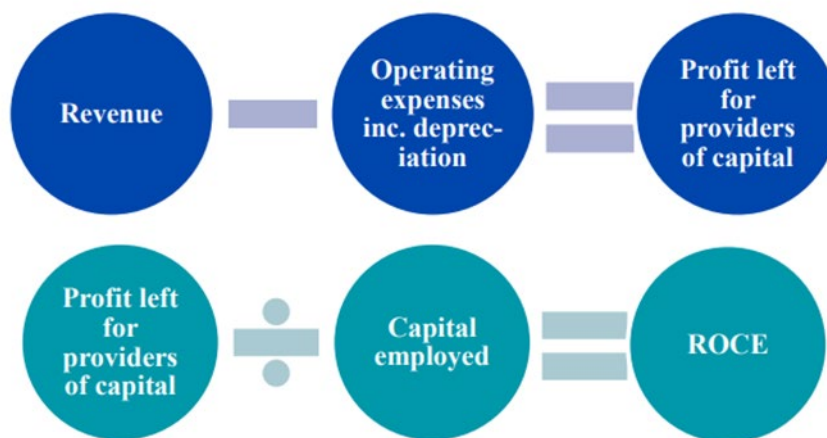 Revenue
Operating
expenses
inc. deprec-
iation
Profit left
for
providers
of capital
Profit left
for
providers
of capital
Capital
employed
ROCE